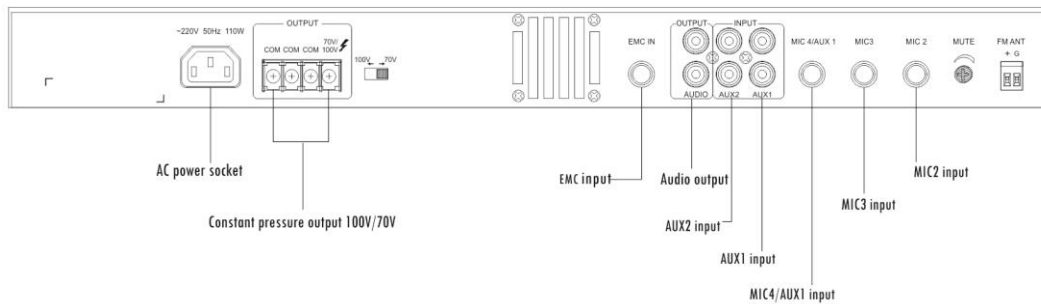 ~220V 50Hz 110W
OUTPUT
COM COM COM 70V/
100V
100V 70V
EMC IN
OUTPUT INPUT
AUDIO AUX2 AUX1
MIC 4/AUX 1
MIC3
MIC 2
MUTE
FM ANT
+ G
AC power socket
Constant pressure output 100V/70V
EMC input
Audio output
AUX2 input
AUX1 input
MIC4/AUX1 input
MIC3 input
MIC2 input